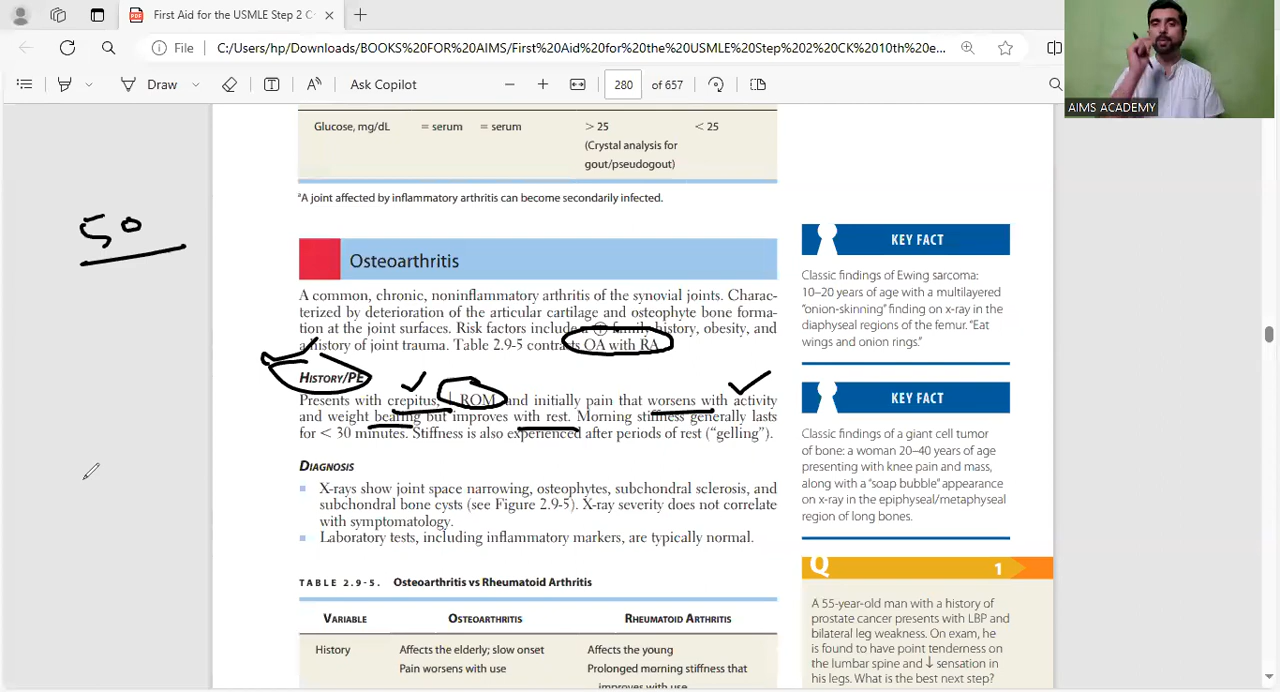 First Aid for the USMLE Step 2 C
File
C:/Users/hp/Downloads/BOOKS%20FOR%20AIMS/First%20Aid%20for%20the%20USMLE%20Step%202%20CK%2010th%20e...
Draw
Ask Copilot
280 of 657
AIMS ACADEMY
Glucose, mg/dL = serum = serum > 25 < 25
(Crystal analysis for
gout/pseudogout)
aA joint affected by inflammatory arthritis can become secondarily infected.
50
Osteoarthritis
A common, chronic, noninflammatory arthritis of the synovial joints. Charac-
terized by deterioration of the articular cartilage and osteophyte bone forma-
tion at the joint surfaces. Risk factors include a ⊕ family history, obesity, and
a history of joint trauma. Table 2.9-5 contrasts OA with RA.
HISTORY/PE
Presents with crepitus, ↓ ROM, and initially pain that worsens with activity
and weight bearing but improves with rest. Morning stiffness generally lasts
for < 30 minutes. Stiffness is also experienced after periods of rest (“gelling”).
DIAGNOSIS
X-rays show joint space narrowing, osteophytes, subchondral sclerosis, and
subchondral bone cysts (see Figure 2.9-5). X-ray severity does not correlate
with symptomatology.
Laboratory tests, including inflammatory markers, are typically normal.
TABLE 2.9-5. Osteoarthritis vs Rheumatoid Arthritis
VARIABLE OSTEOARTHRITIS RHEUMATOID ARTHRITIS
History Affects the elderly; slow onset Affects the young
Pain worsens with use Prolonged morning stiffness that
improves with use
KEY FACT
Classic findings of Ewing sarcoma:
10–20 years of age with a multilayered
“onion-skinning” finding on x-ray in the
diaphyseal regions of the femur. “Eat
wings and onion rings.”
KEY FACT
Classic findings of a giant cell tumor
of bone: a woman 20–40 years of age
presenting with knee pain and mass,
along with a “soap bubble” appearance
on x-ray in the epiphyseal/metaphyseal
region of long bones.
Q 1
A 55-year-old man with a history of
prostate cancer presents with LBP and
bilateral leg weakness. On exam, he
is found to have point tenderness on
the lumbar spine and ↓ sensation in
his legs. What is the best next step?